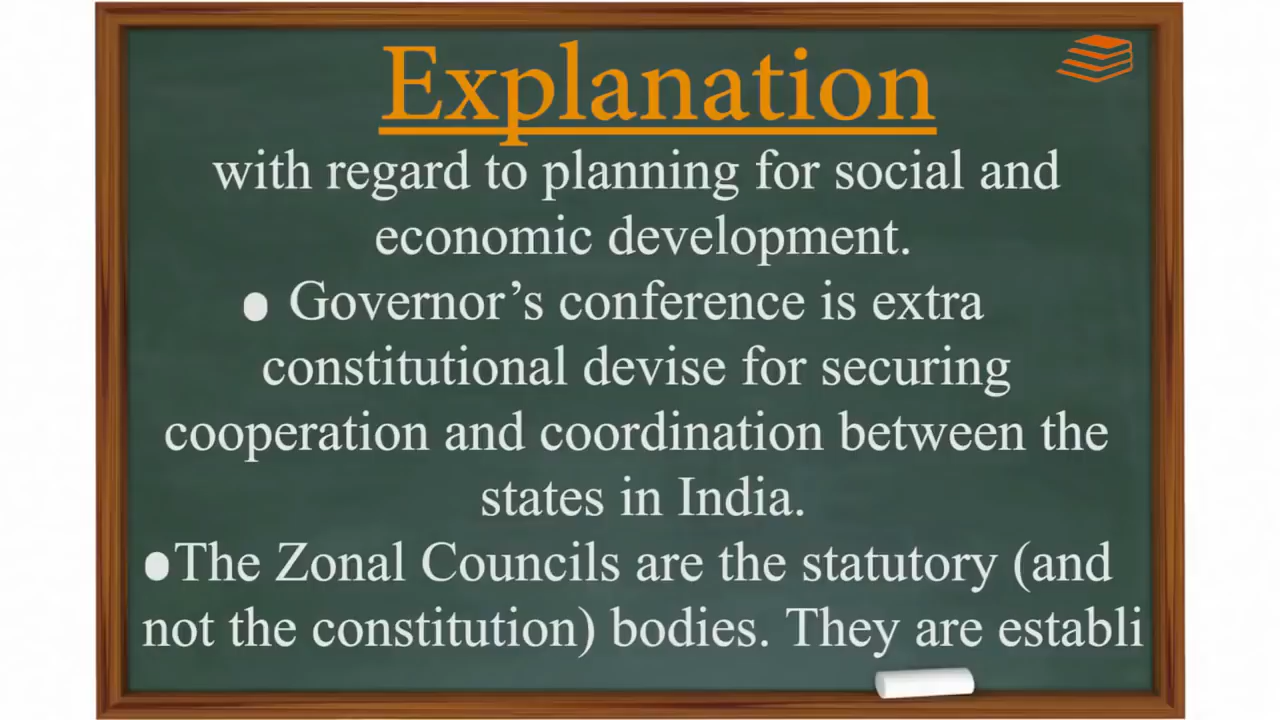 Explanation
with regard to planning for social and
economic development.
● Governor’s conference is extra
constitutional devise for securing
cooperation and coordination between the
states in India.
●The Zonal Councils are the statutory (and
not the constitution) bodies. They are establi